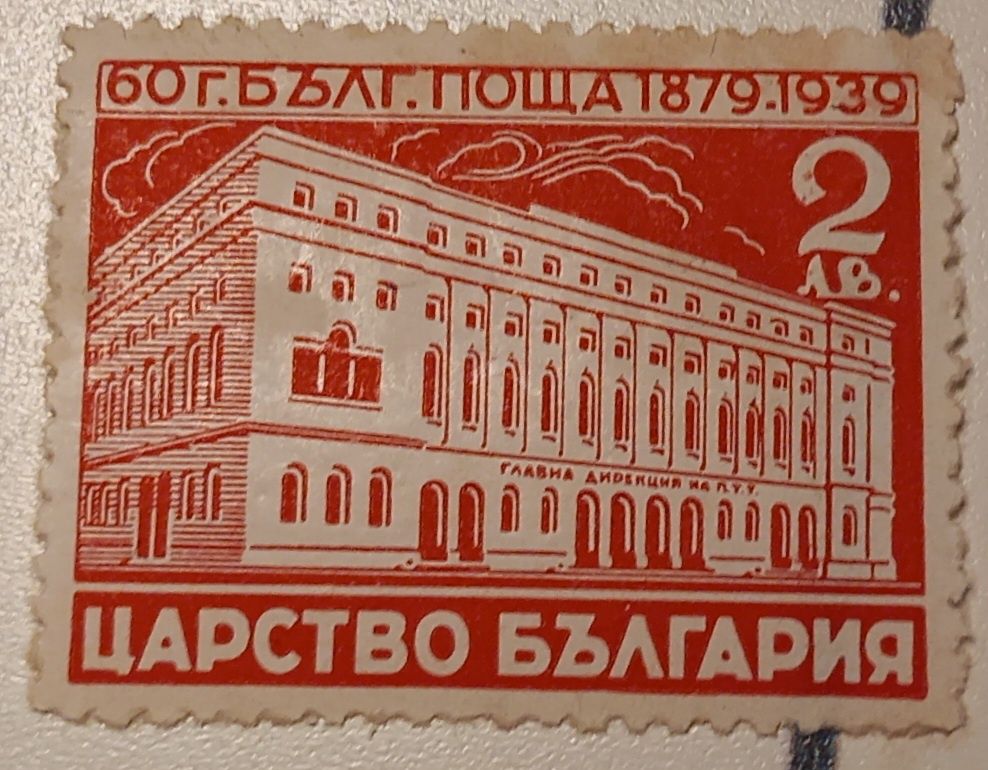 60 Г. БЪЛГ. ПОЩА 1879-1939
2
ЛВ.
ГЛАВНА ДИРЕКЦИЯ НА П.Т.Т.
ЦАРСТВО БЪЛГАРИЯ